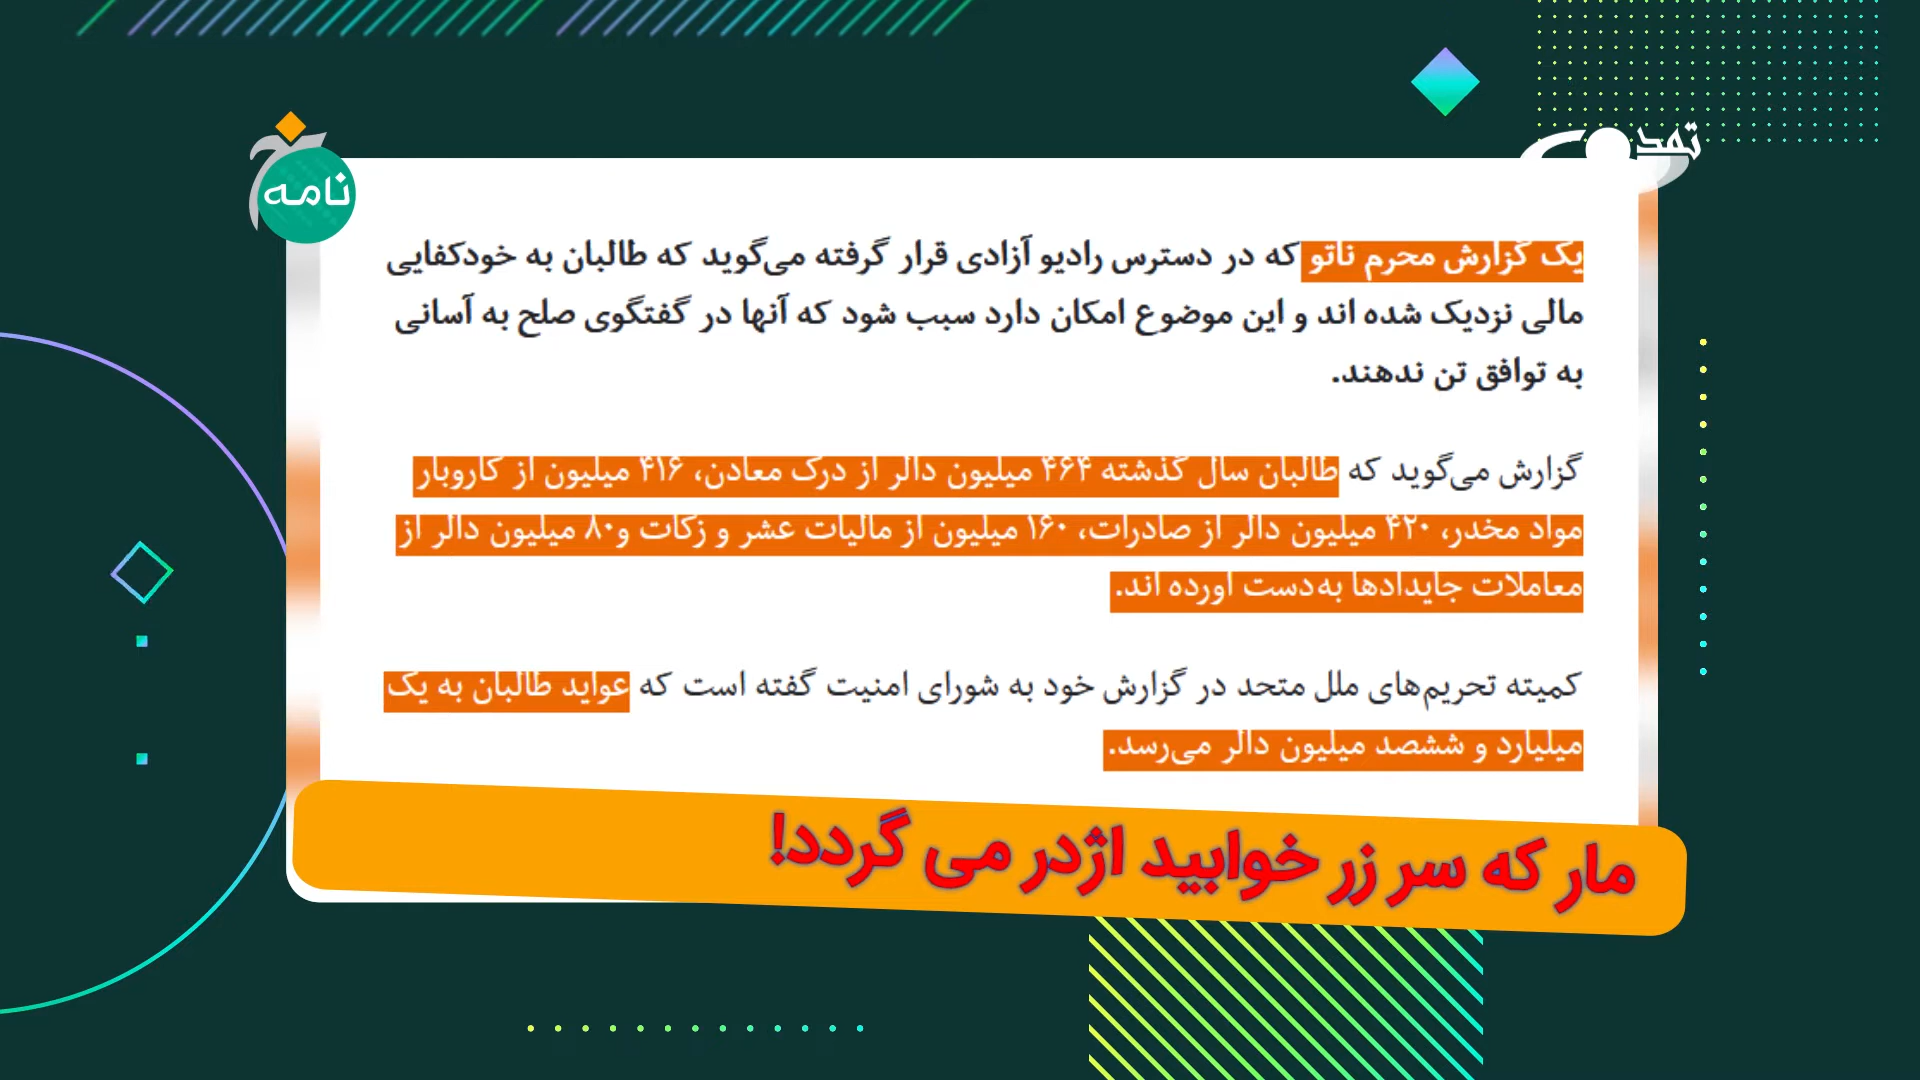 تمدن
نامه
یک گزارش محرم ناتو که در دسترس رادیو آزادی قرار گرفته می‌گوید که طالبان به خودکفایی
مالی نزدیک شده اند و این موضوع امکان دارد سبب شود که آنها در گفتگوی صلح به آسانی
به توافق تن ندهند.
گزارش می‌گوید که طالبان سال گذشته ۴۶۴ میلیون دالر از درک معادن، ۴۱۶ میلیون از کاروبار
مواد مخدر، ۴۲۰ میلیون دالر از صادرات، ۱۶۰ میلیون از مالیات عشر و زکات و۸۰ میلیون دالر از
معاملات جایدادها به‌دست اورده اند.
کمیته تحریم‌های ملل متحد در گزارش خود به شورای امنیت گفته است که عواید طالبان به یک
میلیارد و ششصد میلیون دالر می‌رسد.
مار که سر زر خوابید اژدر می گردد!